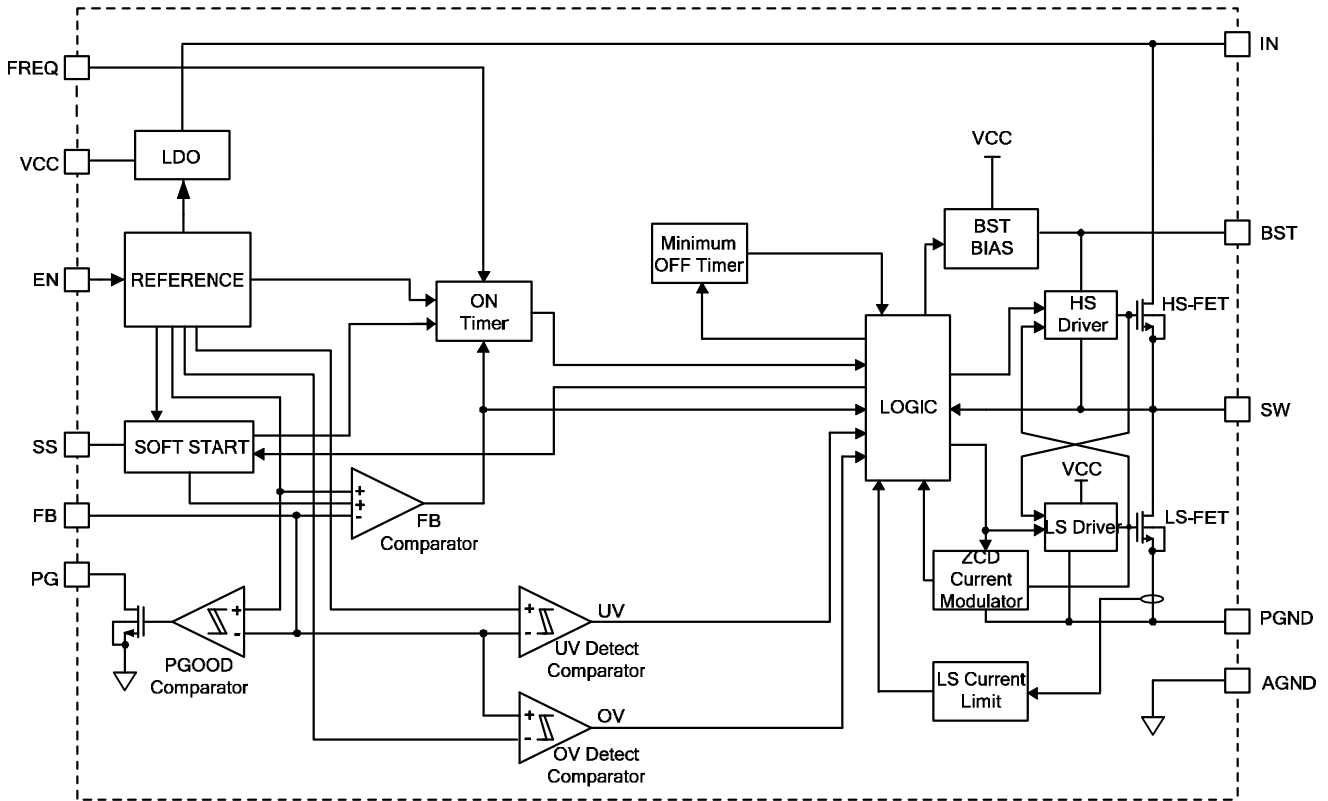 IN
FREQ
VCC
LDO
VCC
BST
BIAS
BST
Minimum
OFF Timer
EN
REFERENCE
ON
Timer
HS
Driver
HS-FET
LOGIC
SW
SS
SOFT START
VCC
+
+
-
FB
FB
Comparator
LS Driver
LS-FET
PG
ZCD
Current
Modulator
+
-
PGOOD
Comparator
+
-
UV
UV Detect
Comparator
PGND
LS Current
Limit
AGND
+
-
OV
OV Detect
Comparator